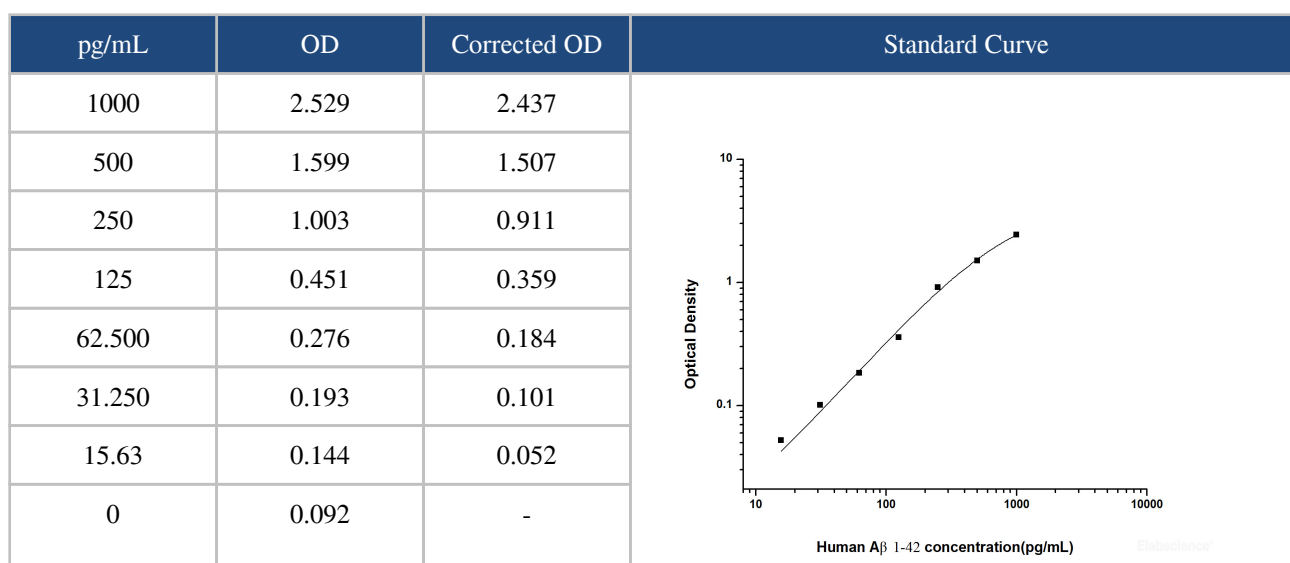 pg/mL OD Corrected OD Standard Curve
1000 2.529 2.437
500 1.599 1.507
250 1.003 0.911
125 0.451 0.359
62.500 0.276 0.184
31.250 0.193 0.101
15.63 0.144 0.052
0 0.092 -
10
1
0.1
Optical Density
10 100 1000 10000
Human Aβ 1-42 concentration(pg/mL)
Elabscience®